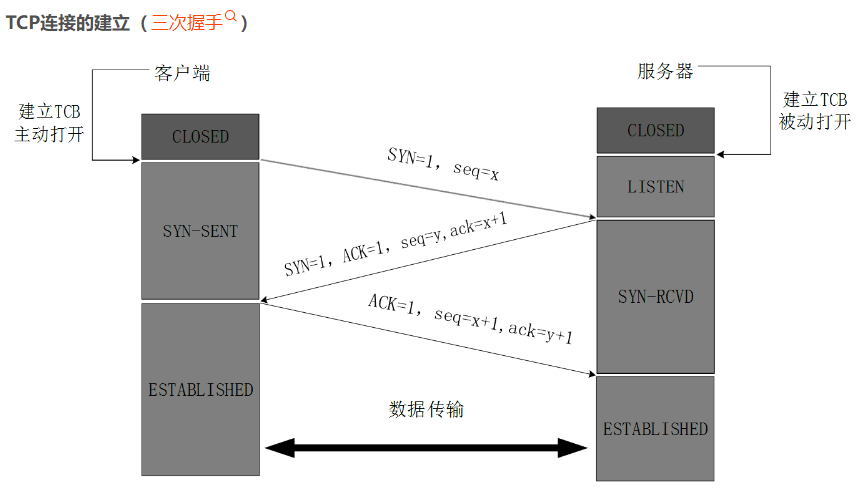 TCP连接的建立（三次握手）
客户端
服务器
建立TCB
主动打开
建立TCB
被动打开
CLOSED
CLOSED
SYN=1, seq=x
LISTEN
SYN-SENT
SYN=1, ACK=1, seq=y,ack=x+1
SYN-RCVD
ACK=1, seq=x+1,ack=y+1
ESTABLISHED
数据传输
ESTABLISHED